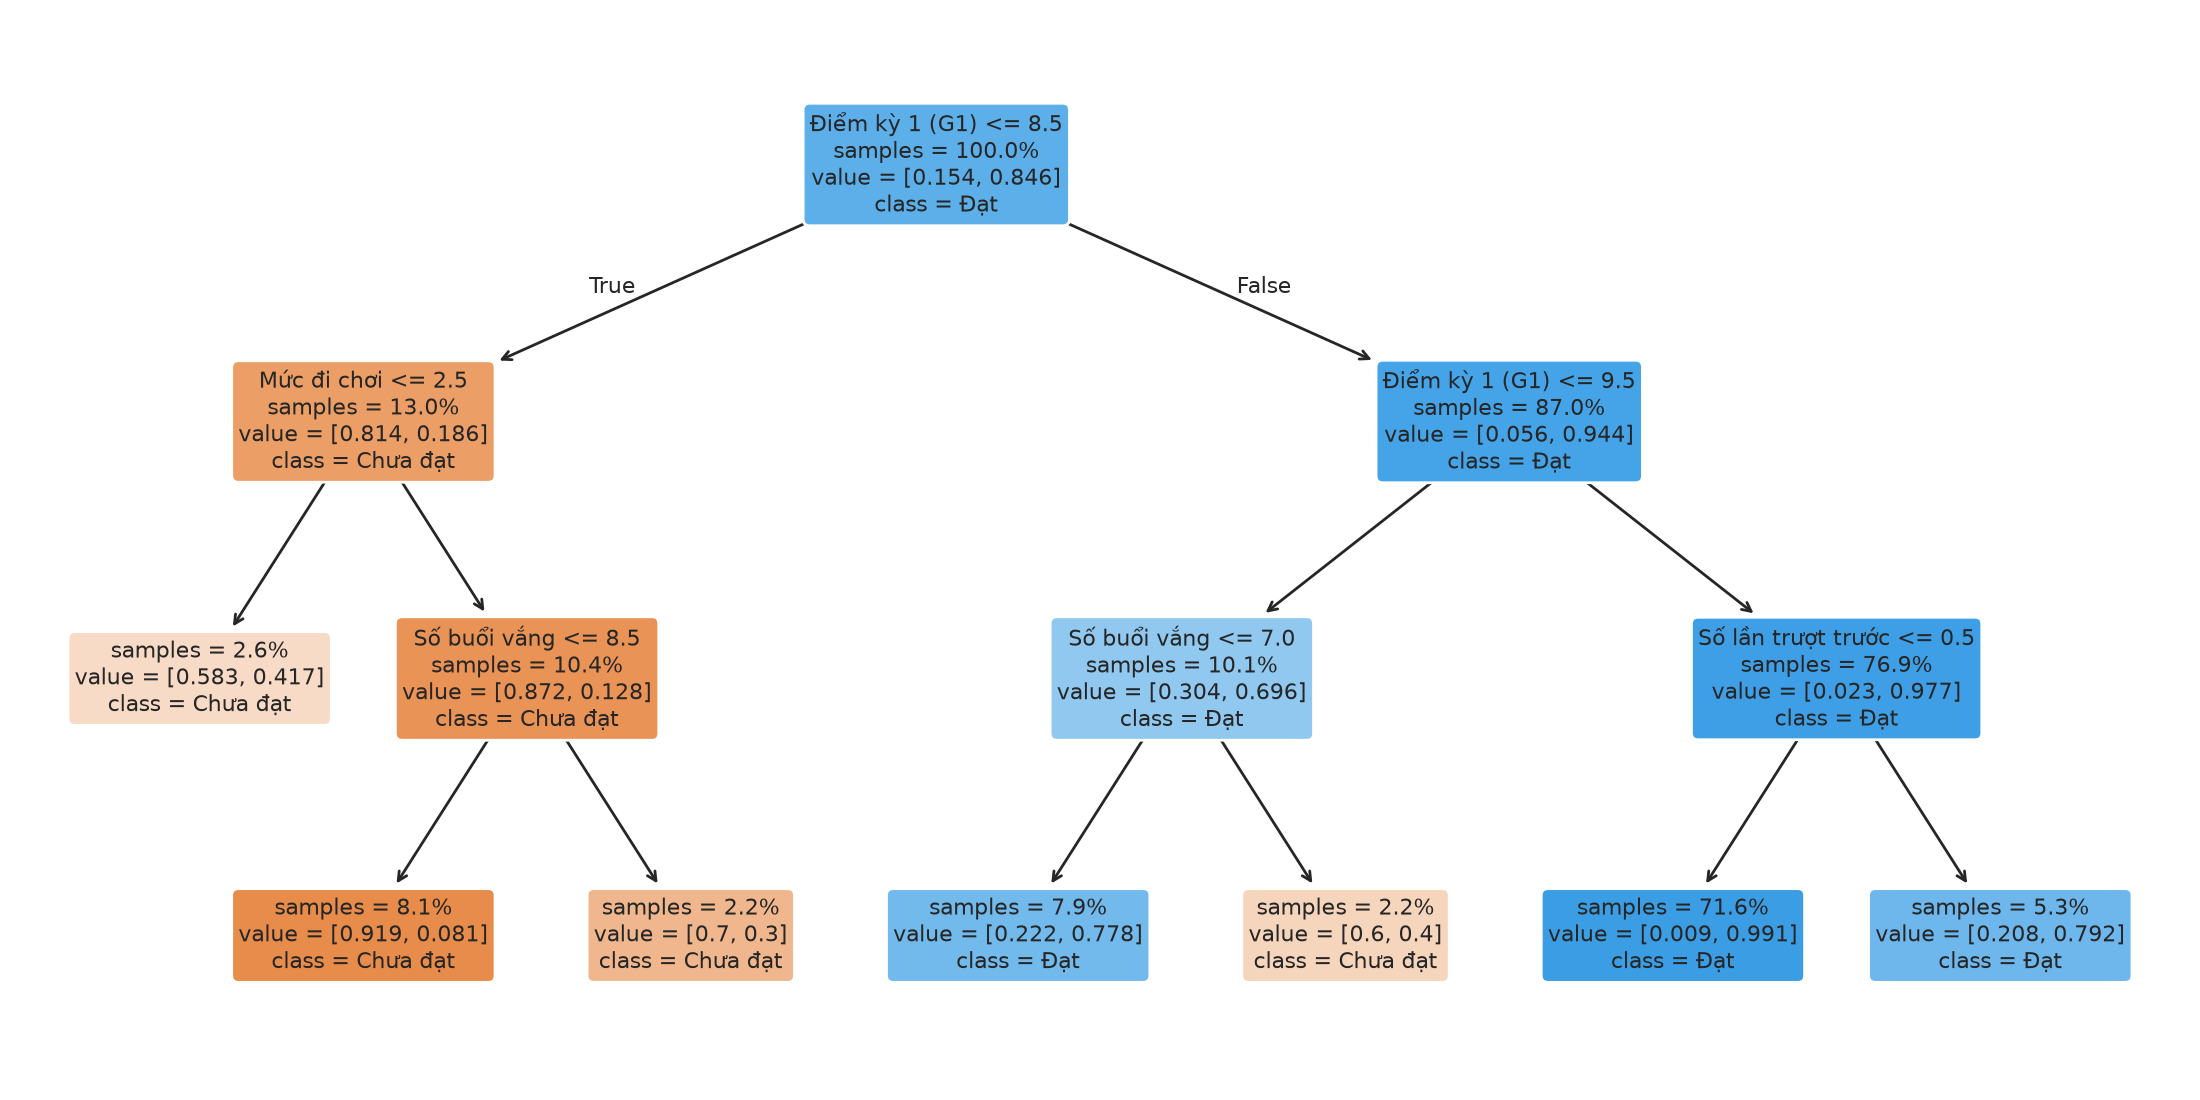 Điểm kỳ 1 (G1) <= 8.5
samples = 100.0%
value = [0.154, 0.846]
class = Đạt
True
False
Mức đi chơi <= 2.5
samples = 13.0%
value = [0.814, 0.186]
class = Chưa đạt
Điểm kỳ 1 (G1) <= 9.5
samples = 87.0%
value = [0.056, 0.944]
class = Đạt
samples = 2.6%
value = [0.583, 0.417]
class = Chưa đạt
Số buổi vắng <= 8.5
samples = 10.4%
value = [0.872, 0.128]
class = Chưa đạt
Số buổi vắng <= 7.0
samples = 10.1%
value = [0.304, 0.696]
class = Đạt
Số lần trượt trước <= 0.5
samples = 76.9%
value = [0.023, 0.977]
class = Đạt
samples = 8.1%
value = [0.919, 0.081]
class = Chưa đạt
samples = 2.2%
value = [0.7, 0.3]
class = Chưa đạt
samples = 7.9%
value = [0.222, 0.778]
class = Đạt
samples = 2.2%
value = [0.6, 0.4]
class = Chưa đạt
samples = 71.6%
value = [0.009, 0.991]
class = Đạt
samples = 5.3%
value = [0.208, 0.792]
class = Đạt